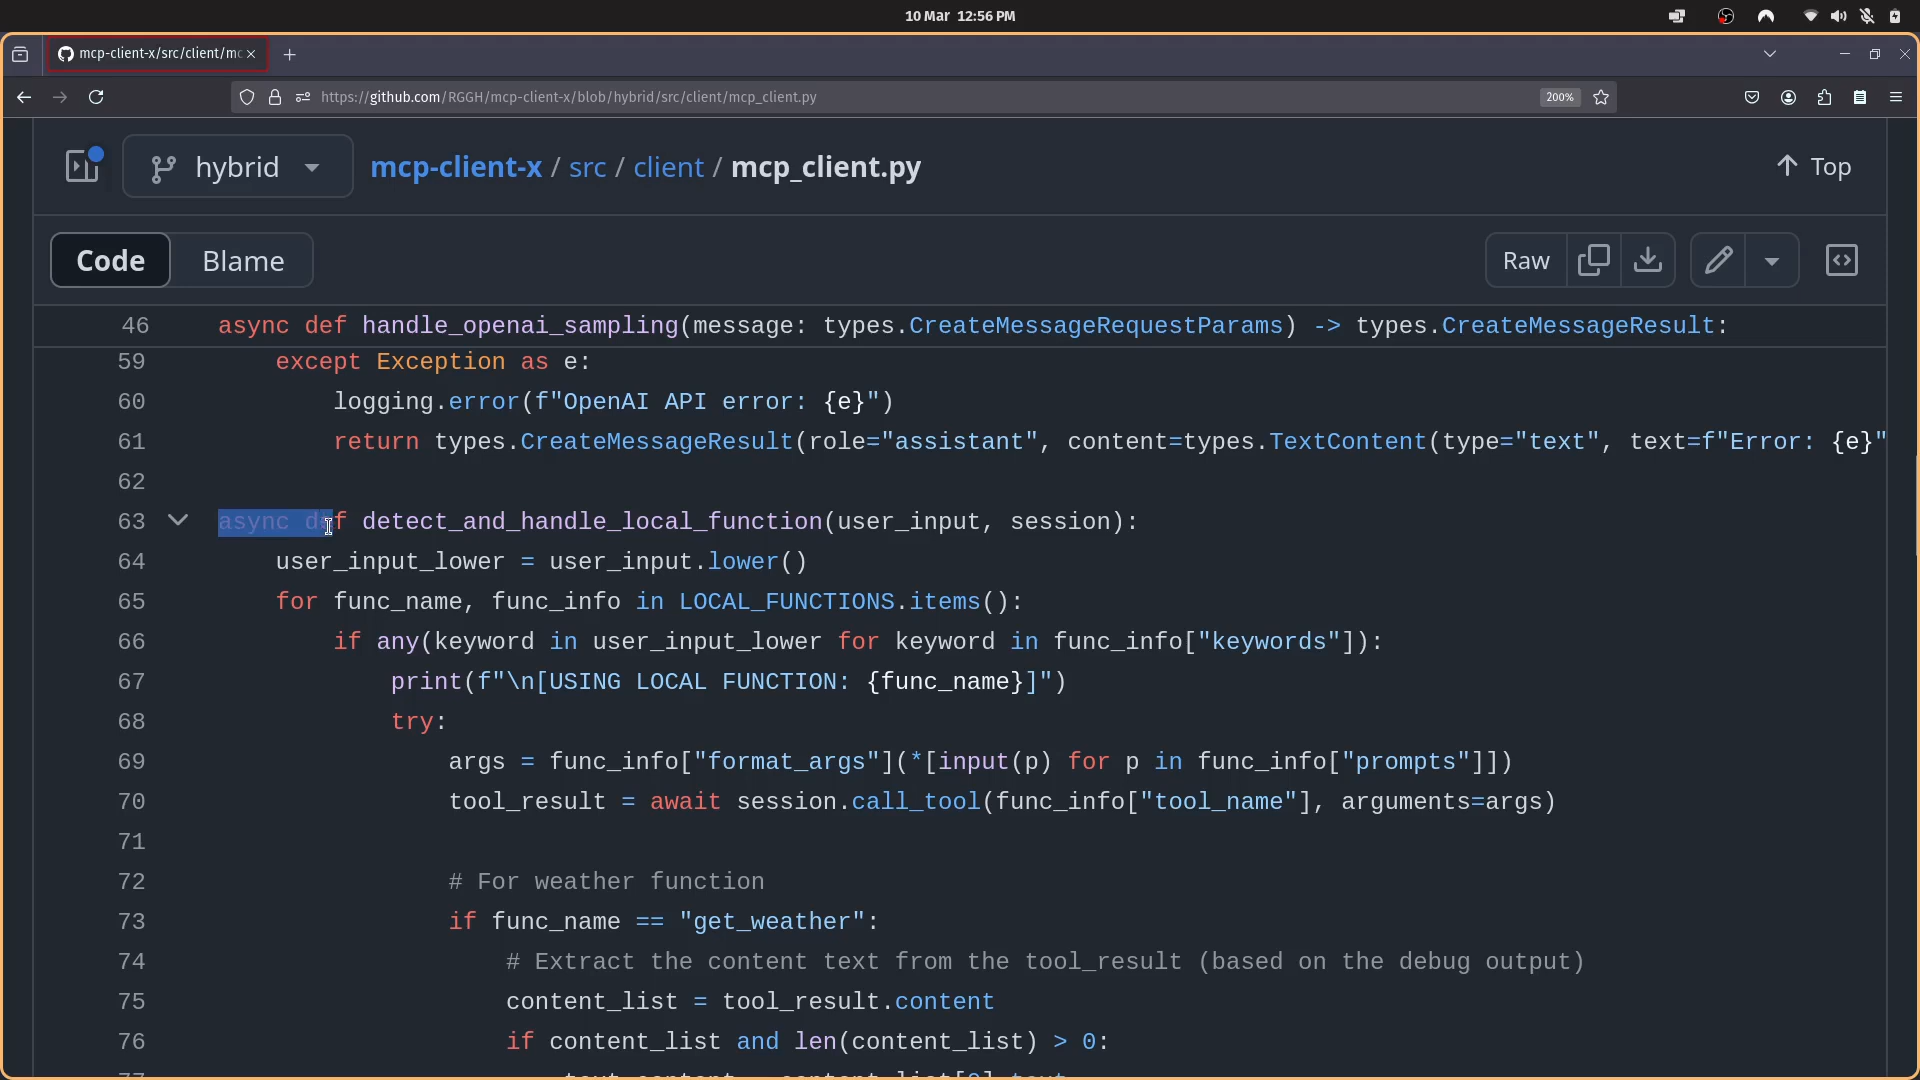 10 Mar 12:56 PM
mcp-client-x/src/client/mc
https://github.com/RGGH/mcp-client-x/blob/hybrid/src/client/mcp_client.py
200%
hybrid
mcp-client-x / src / client / mcp_client.py
Top
Code
Blame
Raw
46 async def handle_openai_sampling(message: types.CreateMessageRequestParams) -> types.CreateMessageResult:
59 except Exception as e:
60 logging.error(f"OpenAI API error: {e}")
61 return types.CreateMessageResult(role="assistant", content=types.TextContent(type="text", text=f"Error: {e}"
62
63 async def detect_and_handle_local_function(user_input, session):
64 user_input_lower = user_input.lower()
65 for func_name, func_info in LOCAL_FUNCTIONS.items():
66 if any(keyword in user_input_lower for keyword in func_info["keywords"]):
67 print(f"\n[USING LOCAL FUNCTION: {func_name}]")
68 try:
69 args = func_info["format_args"](*[input(p) for p in func_info["prompts"]])
70 tool_result = await session.call_tool(func_info["tool_name"], arguments=args)
71
72 # For weather function
73 if func_name == "get_weather":
74 # Extract the content text from the tool_result (based on the debug output)
75 content_list = tool_result.content
76 if content_list and len(content_list) > 0: